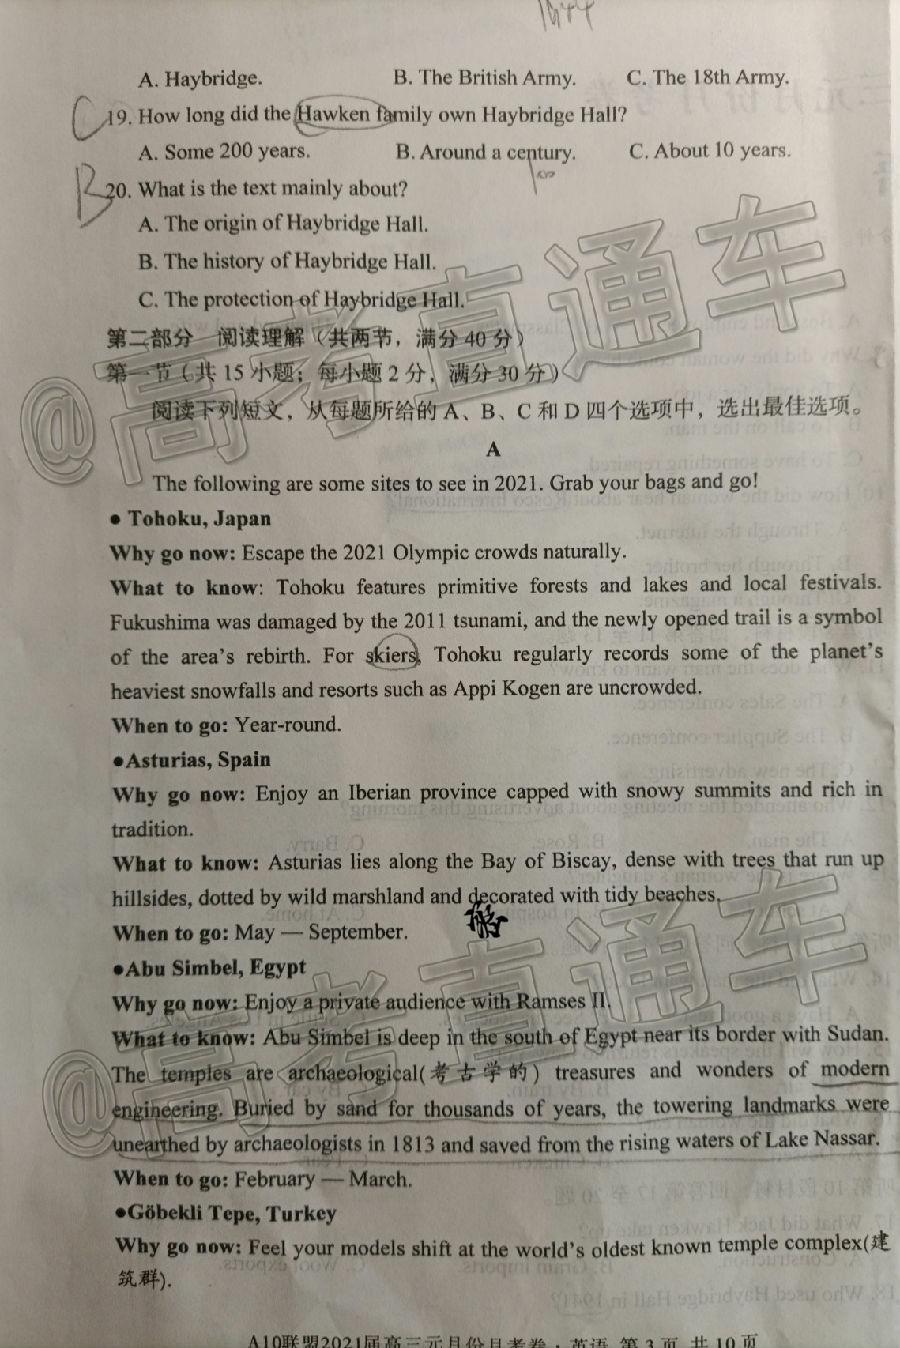 1944
A. Haybridge. B. The British Army. C. The 18th Army.
C 19. How long did the Hawken family own Haybridge Hall?
A. Some 200 years. B. Around a century. C. About 10 years.
100
B 20. What is the text mainly about?
A. The origin of Haybridge Hall.
B. The history of Haybridge Hall.
C. The protection of Haybridge Hall.
第二部分 阅读理解（共两节，满分 40 分）
第一节（共 15 小题；每小题 2 分，满分 30 分）
阅读下列短文，从每题所给的 A、B、C 和 D 四个选项中，选出最佳选项。
@高考直通车
A
The following are some sites to see in 2021. Grab your bags and go!
● Tohoku, Japan
Why go now: Escape the 2021 Olympic crowds naturally.
What to know: Tohoku features primitive forests and lakes and local festivals.
Fukushima was damaged by the 2011 tsunami, and the newly opened trail is a symbol
of the area's rebirth. For skiers, Tohoku regularly records some of the planet's
heaviest snowfalls and resorts such as Appi Kogen are uncrowded.
When to go: Year-round.
●Asturias, Spain
Why go now: Enjoy an Iberian province capped with snowy summits and rich in
tradition.
What to know: Asturias lies along the Bay of Biscay, dense with trees that run up
hillsides, dotted by wild marshland and decorated with tidy beaches.
When to go: May — September.
●Abu Simbel, Egypt
Why go now: Enjoy a private audience with Ramses II.
What to know: Abu Simbel is deep in the south of Egypt near its border with Sudan.
The temples are archaeological(考古学的) treasures and wonders of modern
engineering. Buried by sand for thousands of years, the towering landmarks were
unearthed by archaeologists in 1813 and saved from the rising waters of Lake Nassar.
@高考直通车
When to go: February — March.
●Göbekli Tepe, Turkey
Why go now: Feel your models shift at the world's oldest known temple complex(建
筑群).
A10联盟2021届高三元月份月考卷·英语 第 3 页 共 10 页